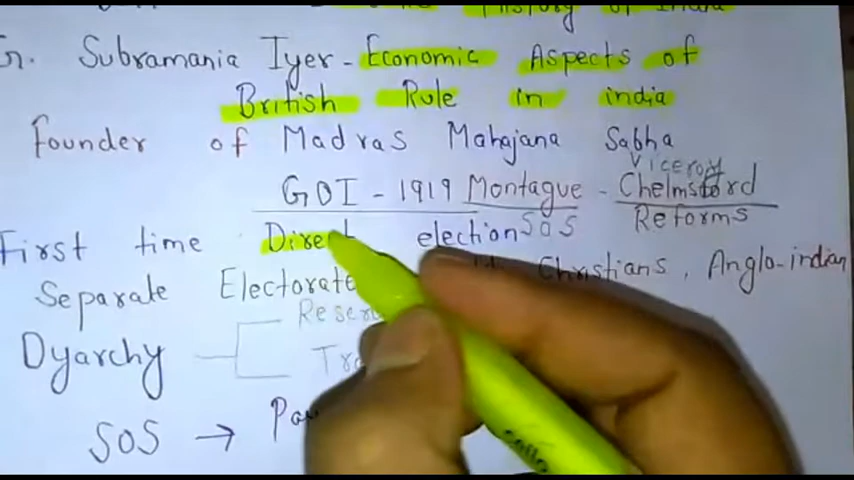 History of India
G. Subramania Iyer - Economic Aspects of
British Rule in india
Founder of Madras Mahajana Sabha
Viceroy
GOI - 1919 Montague - Chelmsford
Reforms
First time Direct election SOS
Separate Electorate Christians, Anglo-indian
Dyarchy
SOS →
cello